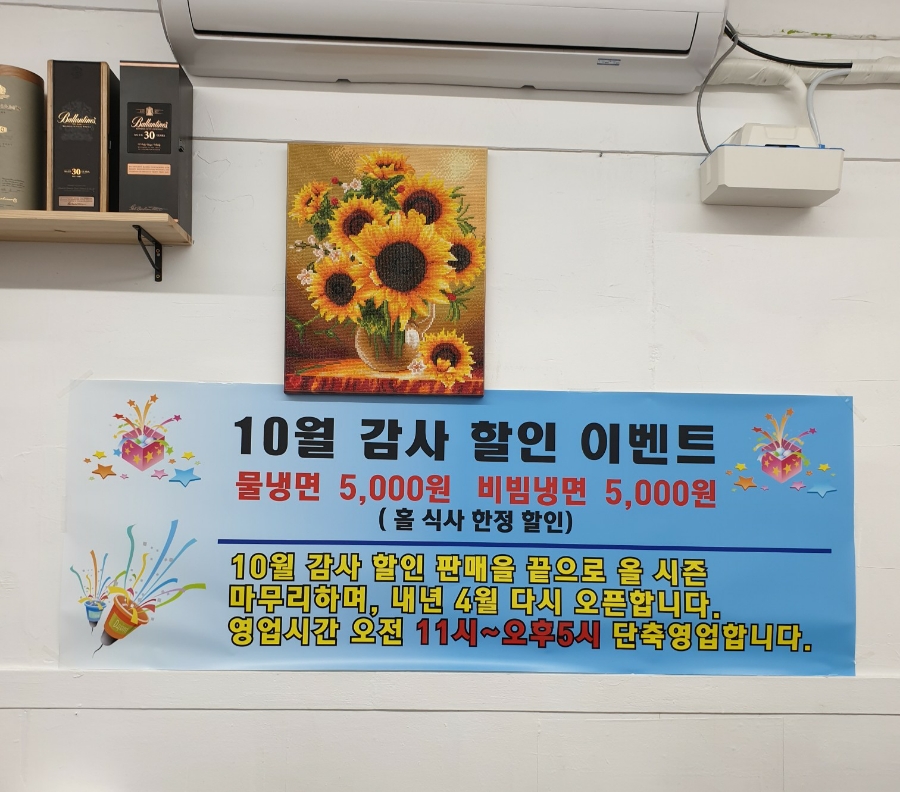 Ballantine's
30
Ballantine's
30
10월 감사 할인 이벤트
물냉면 5,000원 비빔냉면 5,000원
( 홀 식사 한정 할인)
10월 감사 할인 판매을 끝으로 올 시즌
마무리하며, 내년 4월 다시 오픈합니다.
영업시간 오전 11시~오후5시 단축영업합니다.